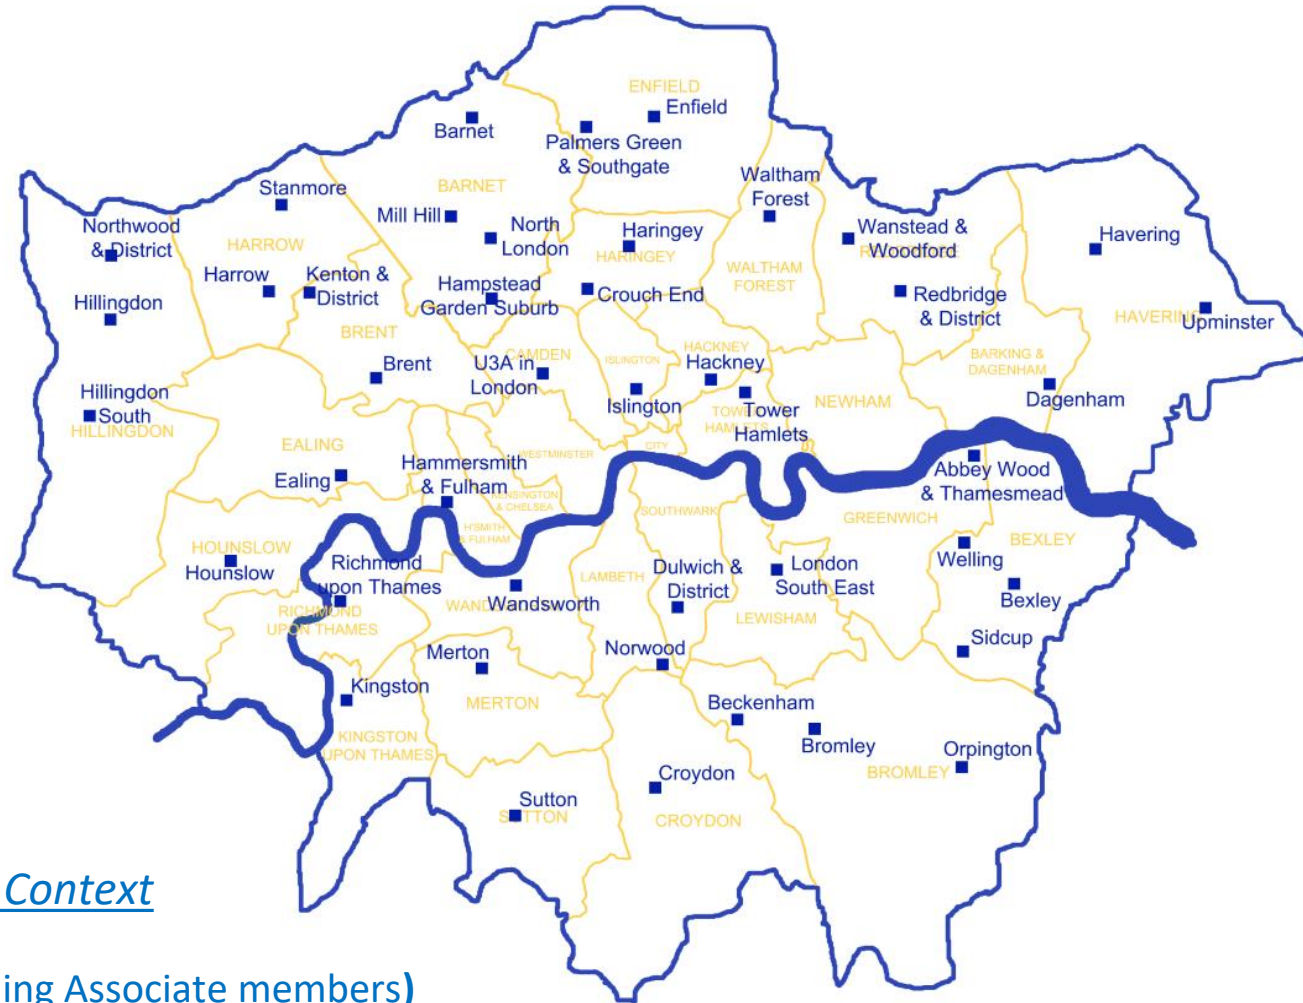 ENFIELD
Enfield
Barnet
Palmers Green
& Southgate
BARNET
Stanmore
Waltham
Forest
Mill Hill
North
London
Northwood
& District
HARROW
Haringey
HARINGEY
Wanstead &
Woodford
REDBRIDGE
Havering
Harrow
Kenton &
District
Hampstead
Garden Suburb
Crouch End
WALTHAM
FOREST
Redbridge
& District
Hillingdon
HAVERING
Upminster
BRENT
Brent
CAMDEN
U3A in
London
ISLINGTON
Islington
HACKNEY
Hackney
BARKING &
DAGENHAM
Dagenham
Hillingdon
South
HILLINGDON
TOWER
HAMLETS
Tower
Hamlets
NEWHAM
EALING
Ealing
Hammersmith
& Fulham
WESTMINSTER
CITY
Abbey Wood
& Thamesmead
KENSINGTON
& CHELSEA
H'SMITH
& FULHAM
SOUTHWARK
GREENWICH
HOUNSLOW
Hounslow
Richmond
upon Thames
RICHMOND
UPON THAMES
WANDSWORTH
Wandsworth
LAMBETH
Dulwich &
District
London
South East
LEWISHAM
Welling
BEXLEY
Bexley
Sidcup
Merton
MERTON
Norwood
Kingston
KINGSTON
UPON THAMES
Beckenham
Bromley
Orpington
BROMLEY
Croydon
CROYDON
Sutton
SUTTON
Context
ing Associate members)